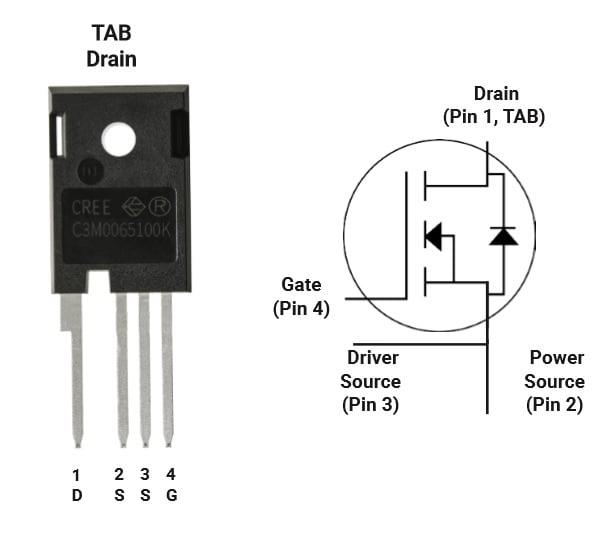 TAB
Drain
CREE ®
C3M0065100K
1 2 3 4
D S S G
Drain
(Pin 1, TAB)
Gate
(Pin 4)
Driver
Source
(Pin 3)
Power
Source
(Pin 2)